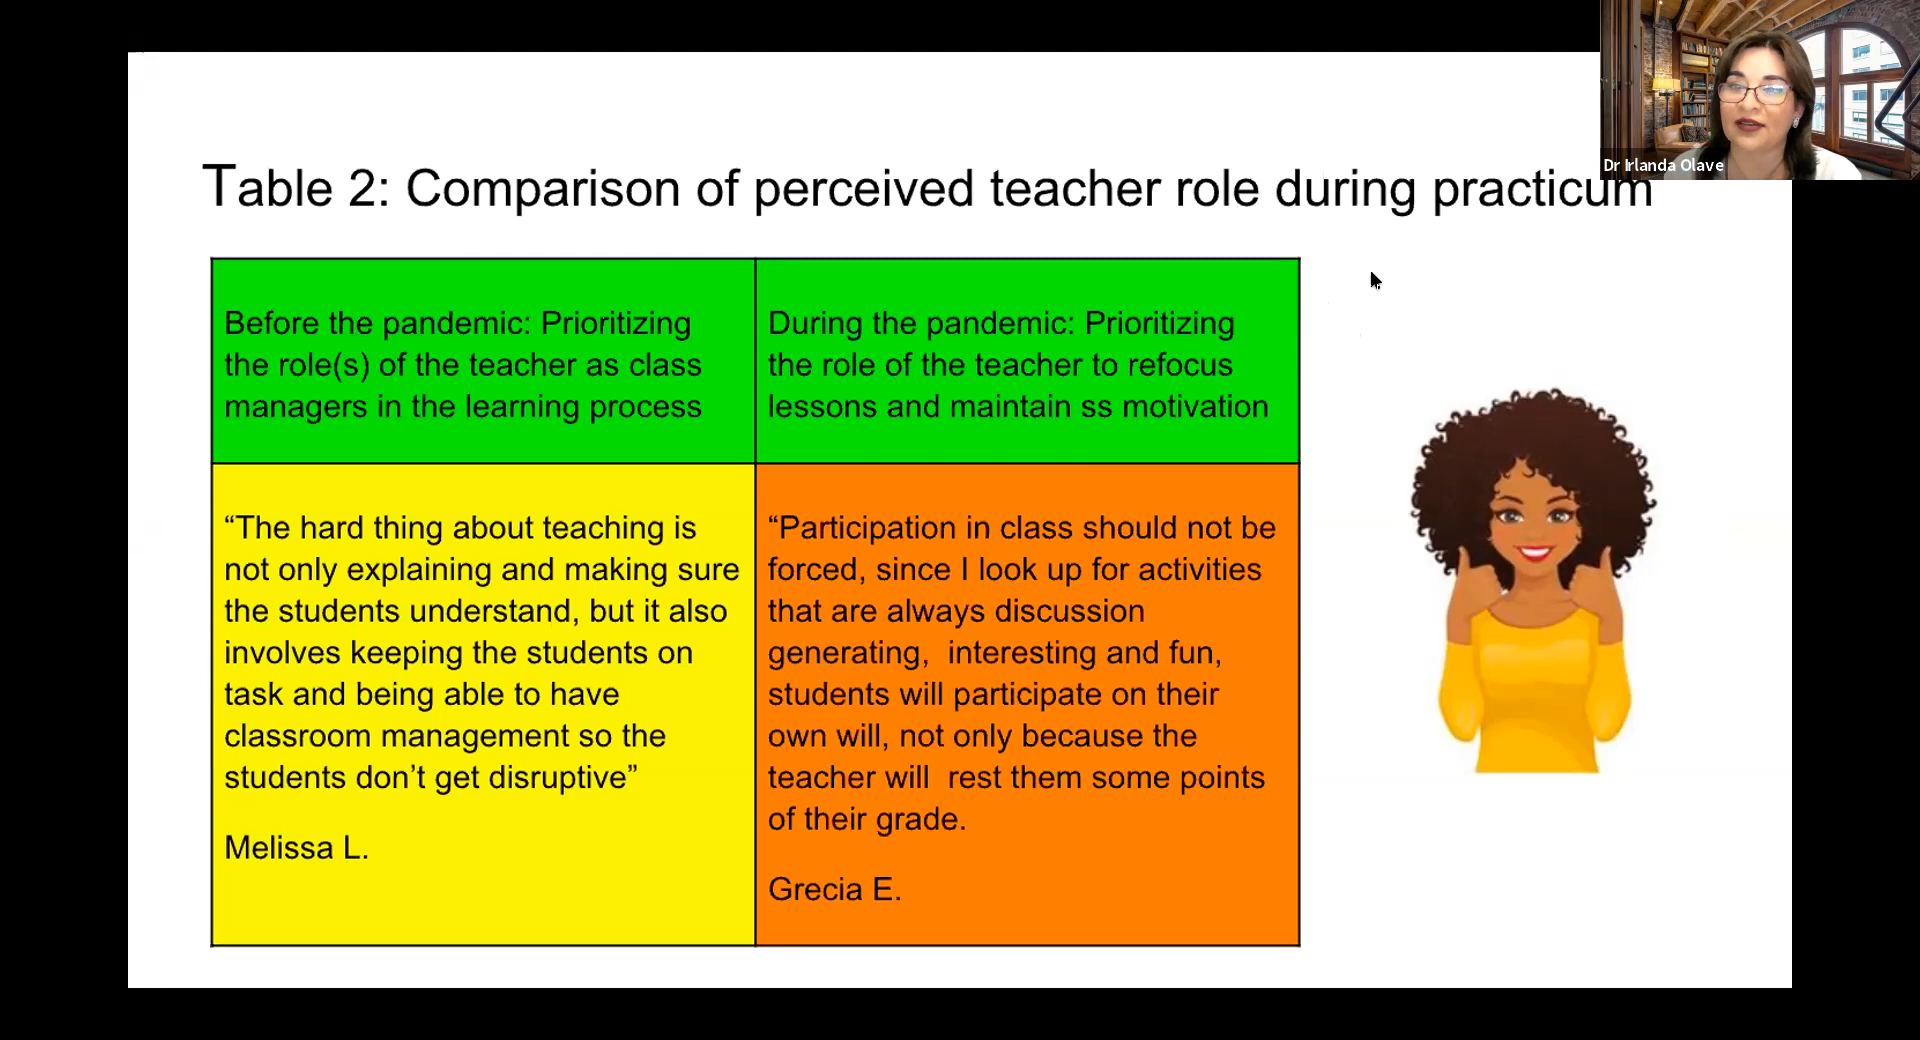 Dr Irlanda Olave
Table 2: Comparison of perceived teacher role during practicum
Before the pandemic: Prioritizing
the role(s) of the teacher as class
managers in the learning process
During the pandemic: Prioritizing
the role of the teacher to refocus
lessons and maintain ss motivation
“The hard thing about teaching is
not only explaining and making sure
the students understand, but it also
involves keeping the students on
task and being able to have
classroom management so the
students don’t get disruptive”
Melissa L.
“Participation in class should not be
forced, since I look up for activities
that are always discussion
generating,  interesting and fun,
students will participate on their
own will, not only because the
teacher will  rest them some points
of their grade.
Grecia E.